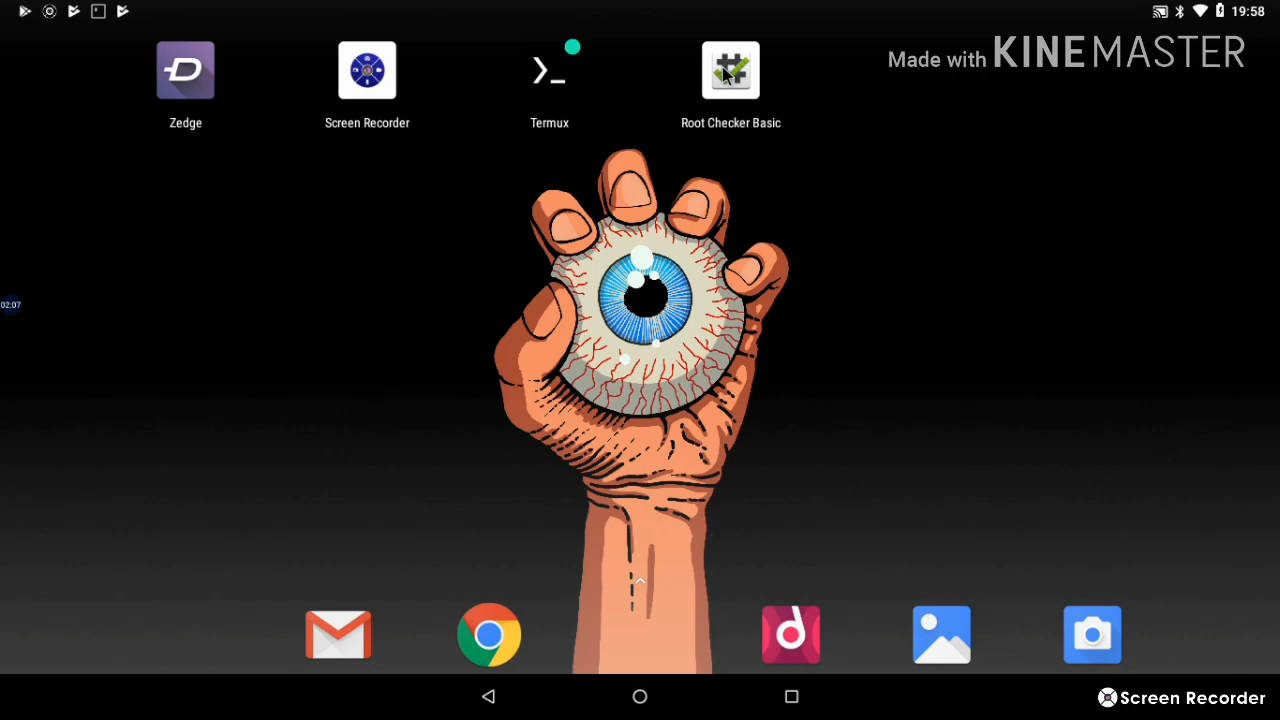 19:58
Made with KINEMASTER
Zedge
Screen Recorder
Termux
Root Checker Basic
02:07
Screen Recorder